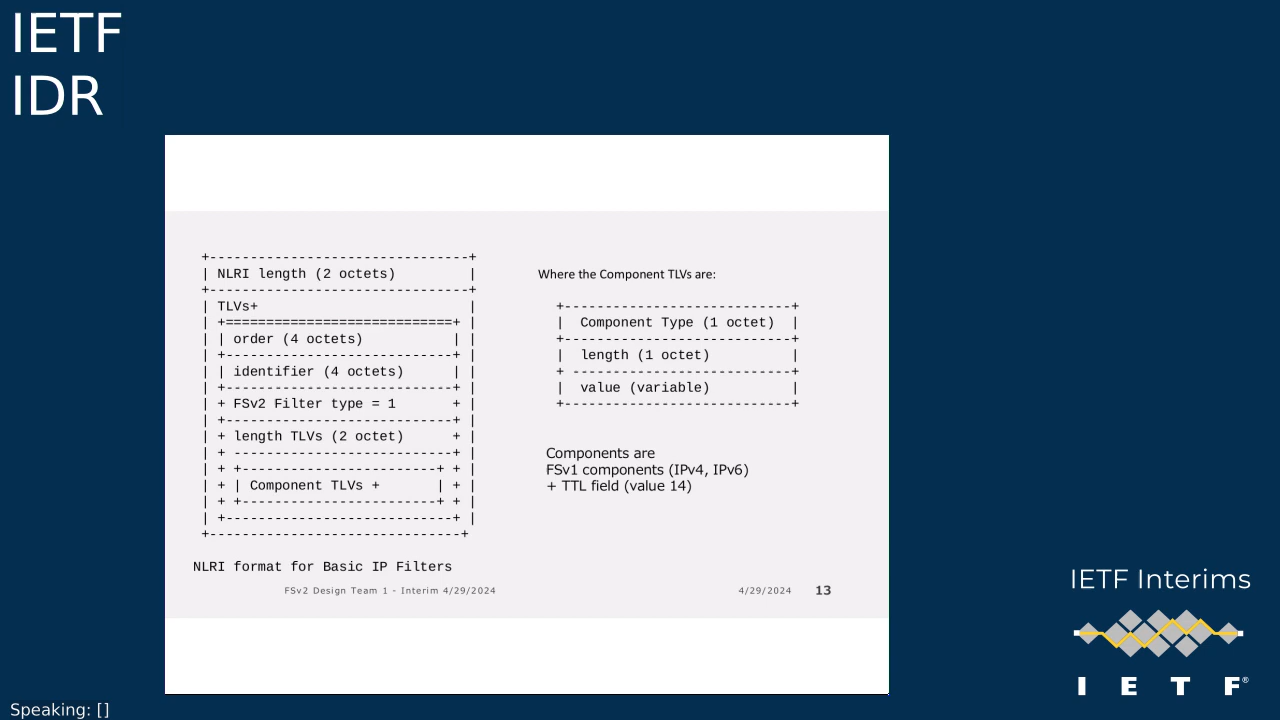 IETF
IDR
+--------------------------------+
| NLRI length (2 octets)         |
+--------------------------------+
| TLVs+                          |
| +============================+ |
| | order (4 octets)           | |
| +----------------------------+ |
| | identifier (4 octets)      | |
| +----------------------------+ |
| + FSv2 Filter type = 1       + |
| +----------------------------+ |
| + length TLVs (2 octet)      + |
| + ---------------------------+ |
| + +------------------------+ + |
| + | Component TLVs +       | + |
| + +------------------------+ + |
| +----------------------------+ |
+--------------------------------+
NLRI format for Basic IP Filters
Where the Component TLVs are:
+----------------------------+
|  Component Type (1 octet)  |
+----------------------------+
|  length (1 octet)          |
+ ---------------------------+
|  value (variable)          |
+----------------------------+
Components are
FSv1 components (IPv4, IPv6)
+ TTL field (value 14)
FSv2 Design Team 1 - Interim 4/29/2024
4/29/2024
13
IETF Interims
I E T F®
Speaking: []